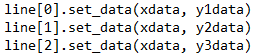 line[0].set_data(xdata, y1data)
line[1].set_data(xdata, y2data)
line[2].set_data(xdata, y3data)